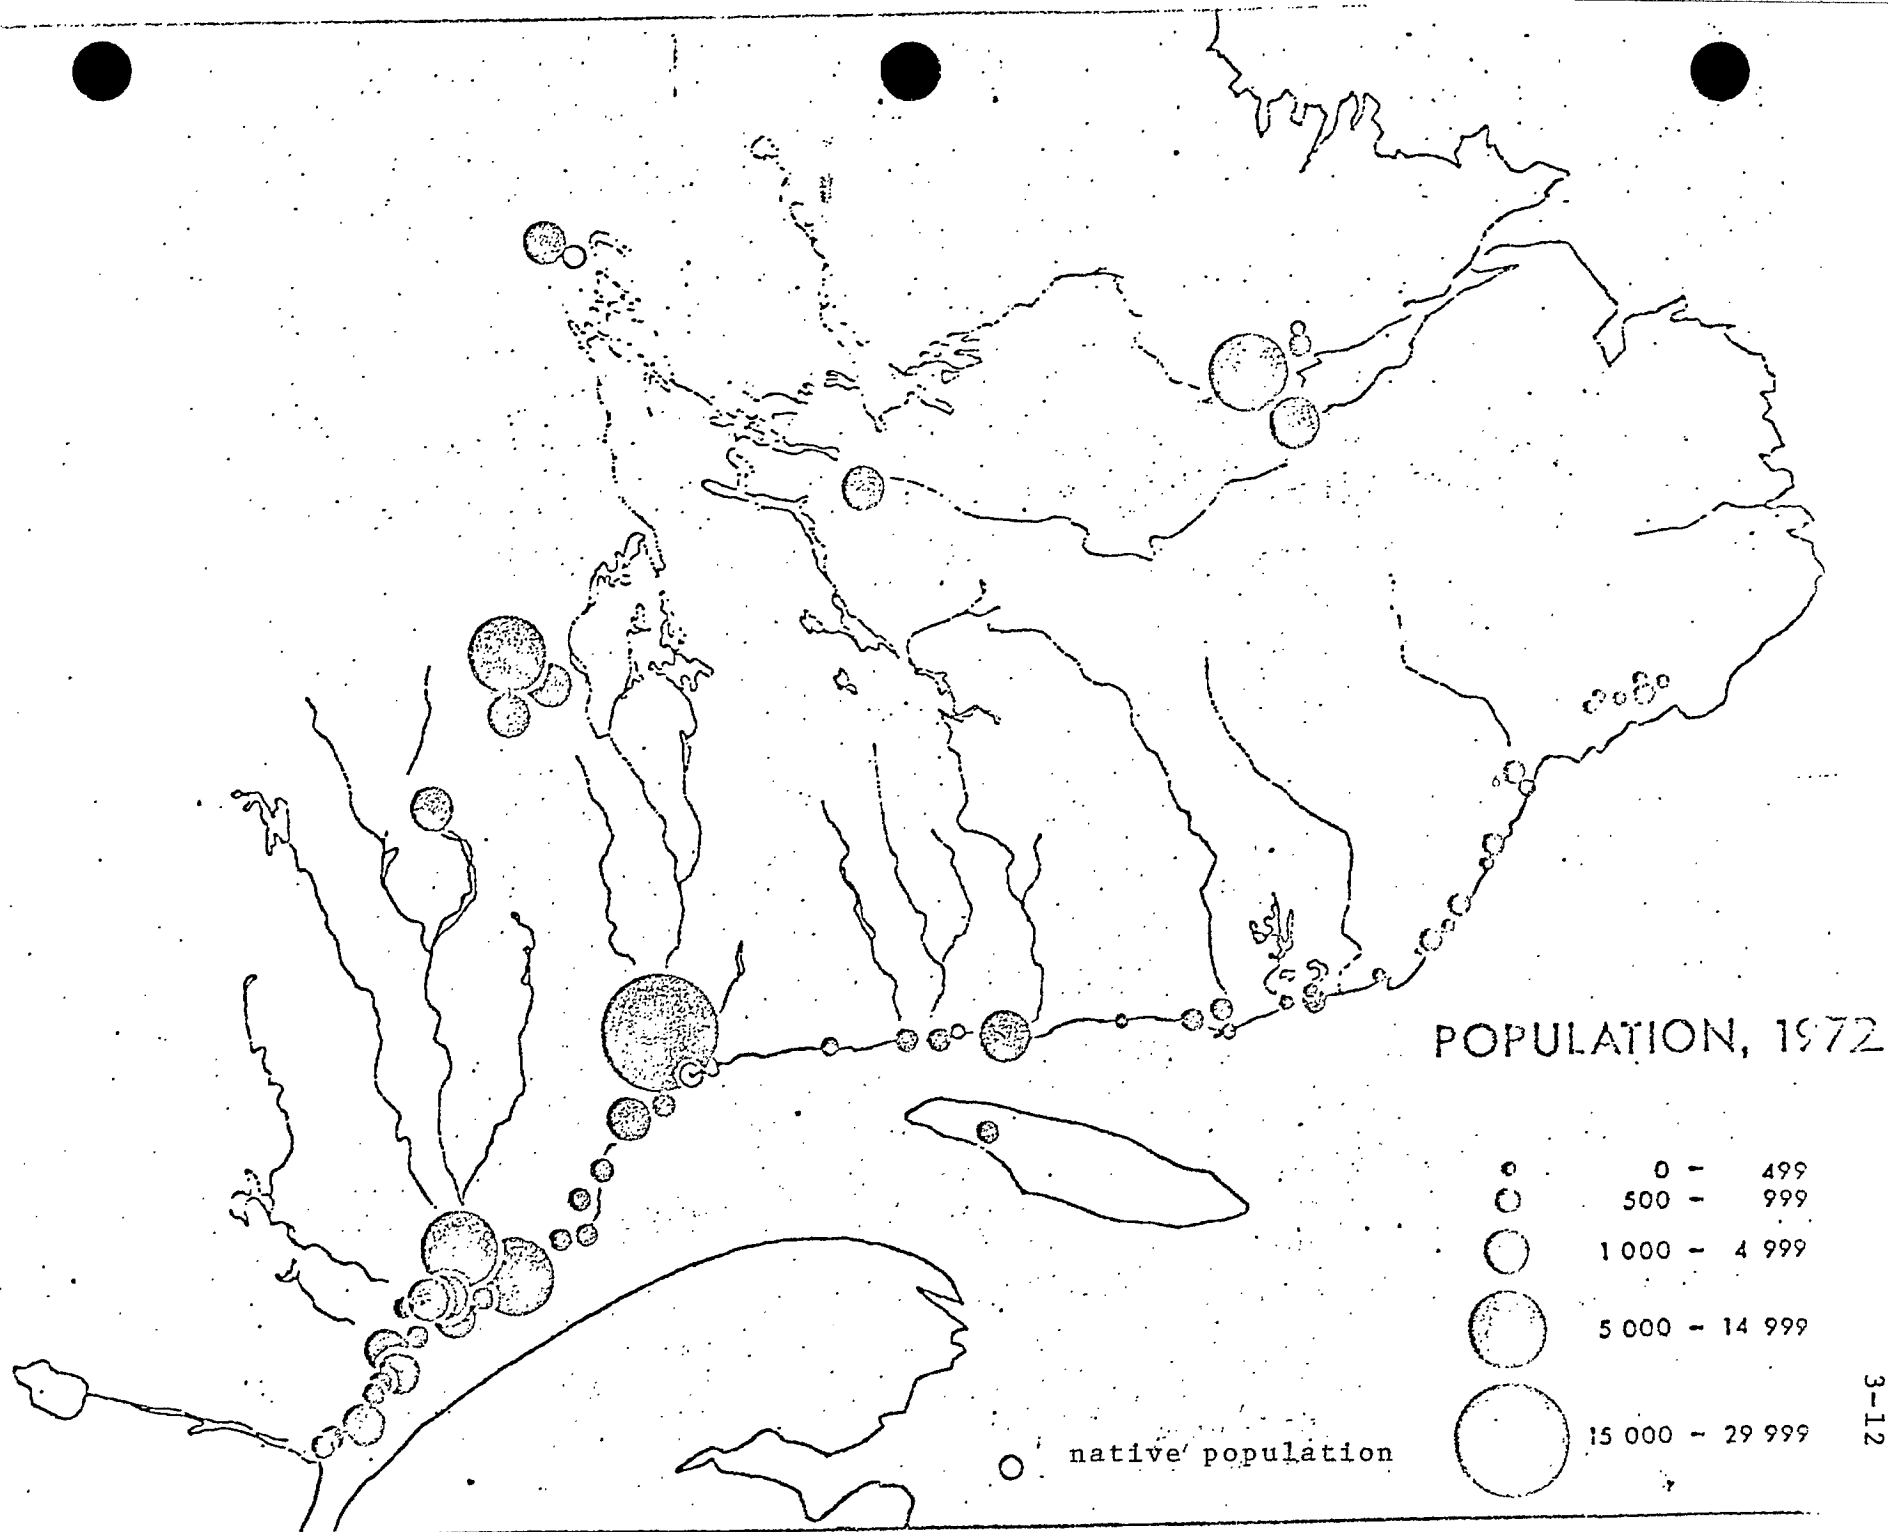 POPULATION, 1972
0 - 499
500 - 999
1 000 - 4 999
5 000 - 14 999
15 000 - 29 999
native population
3-12